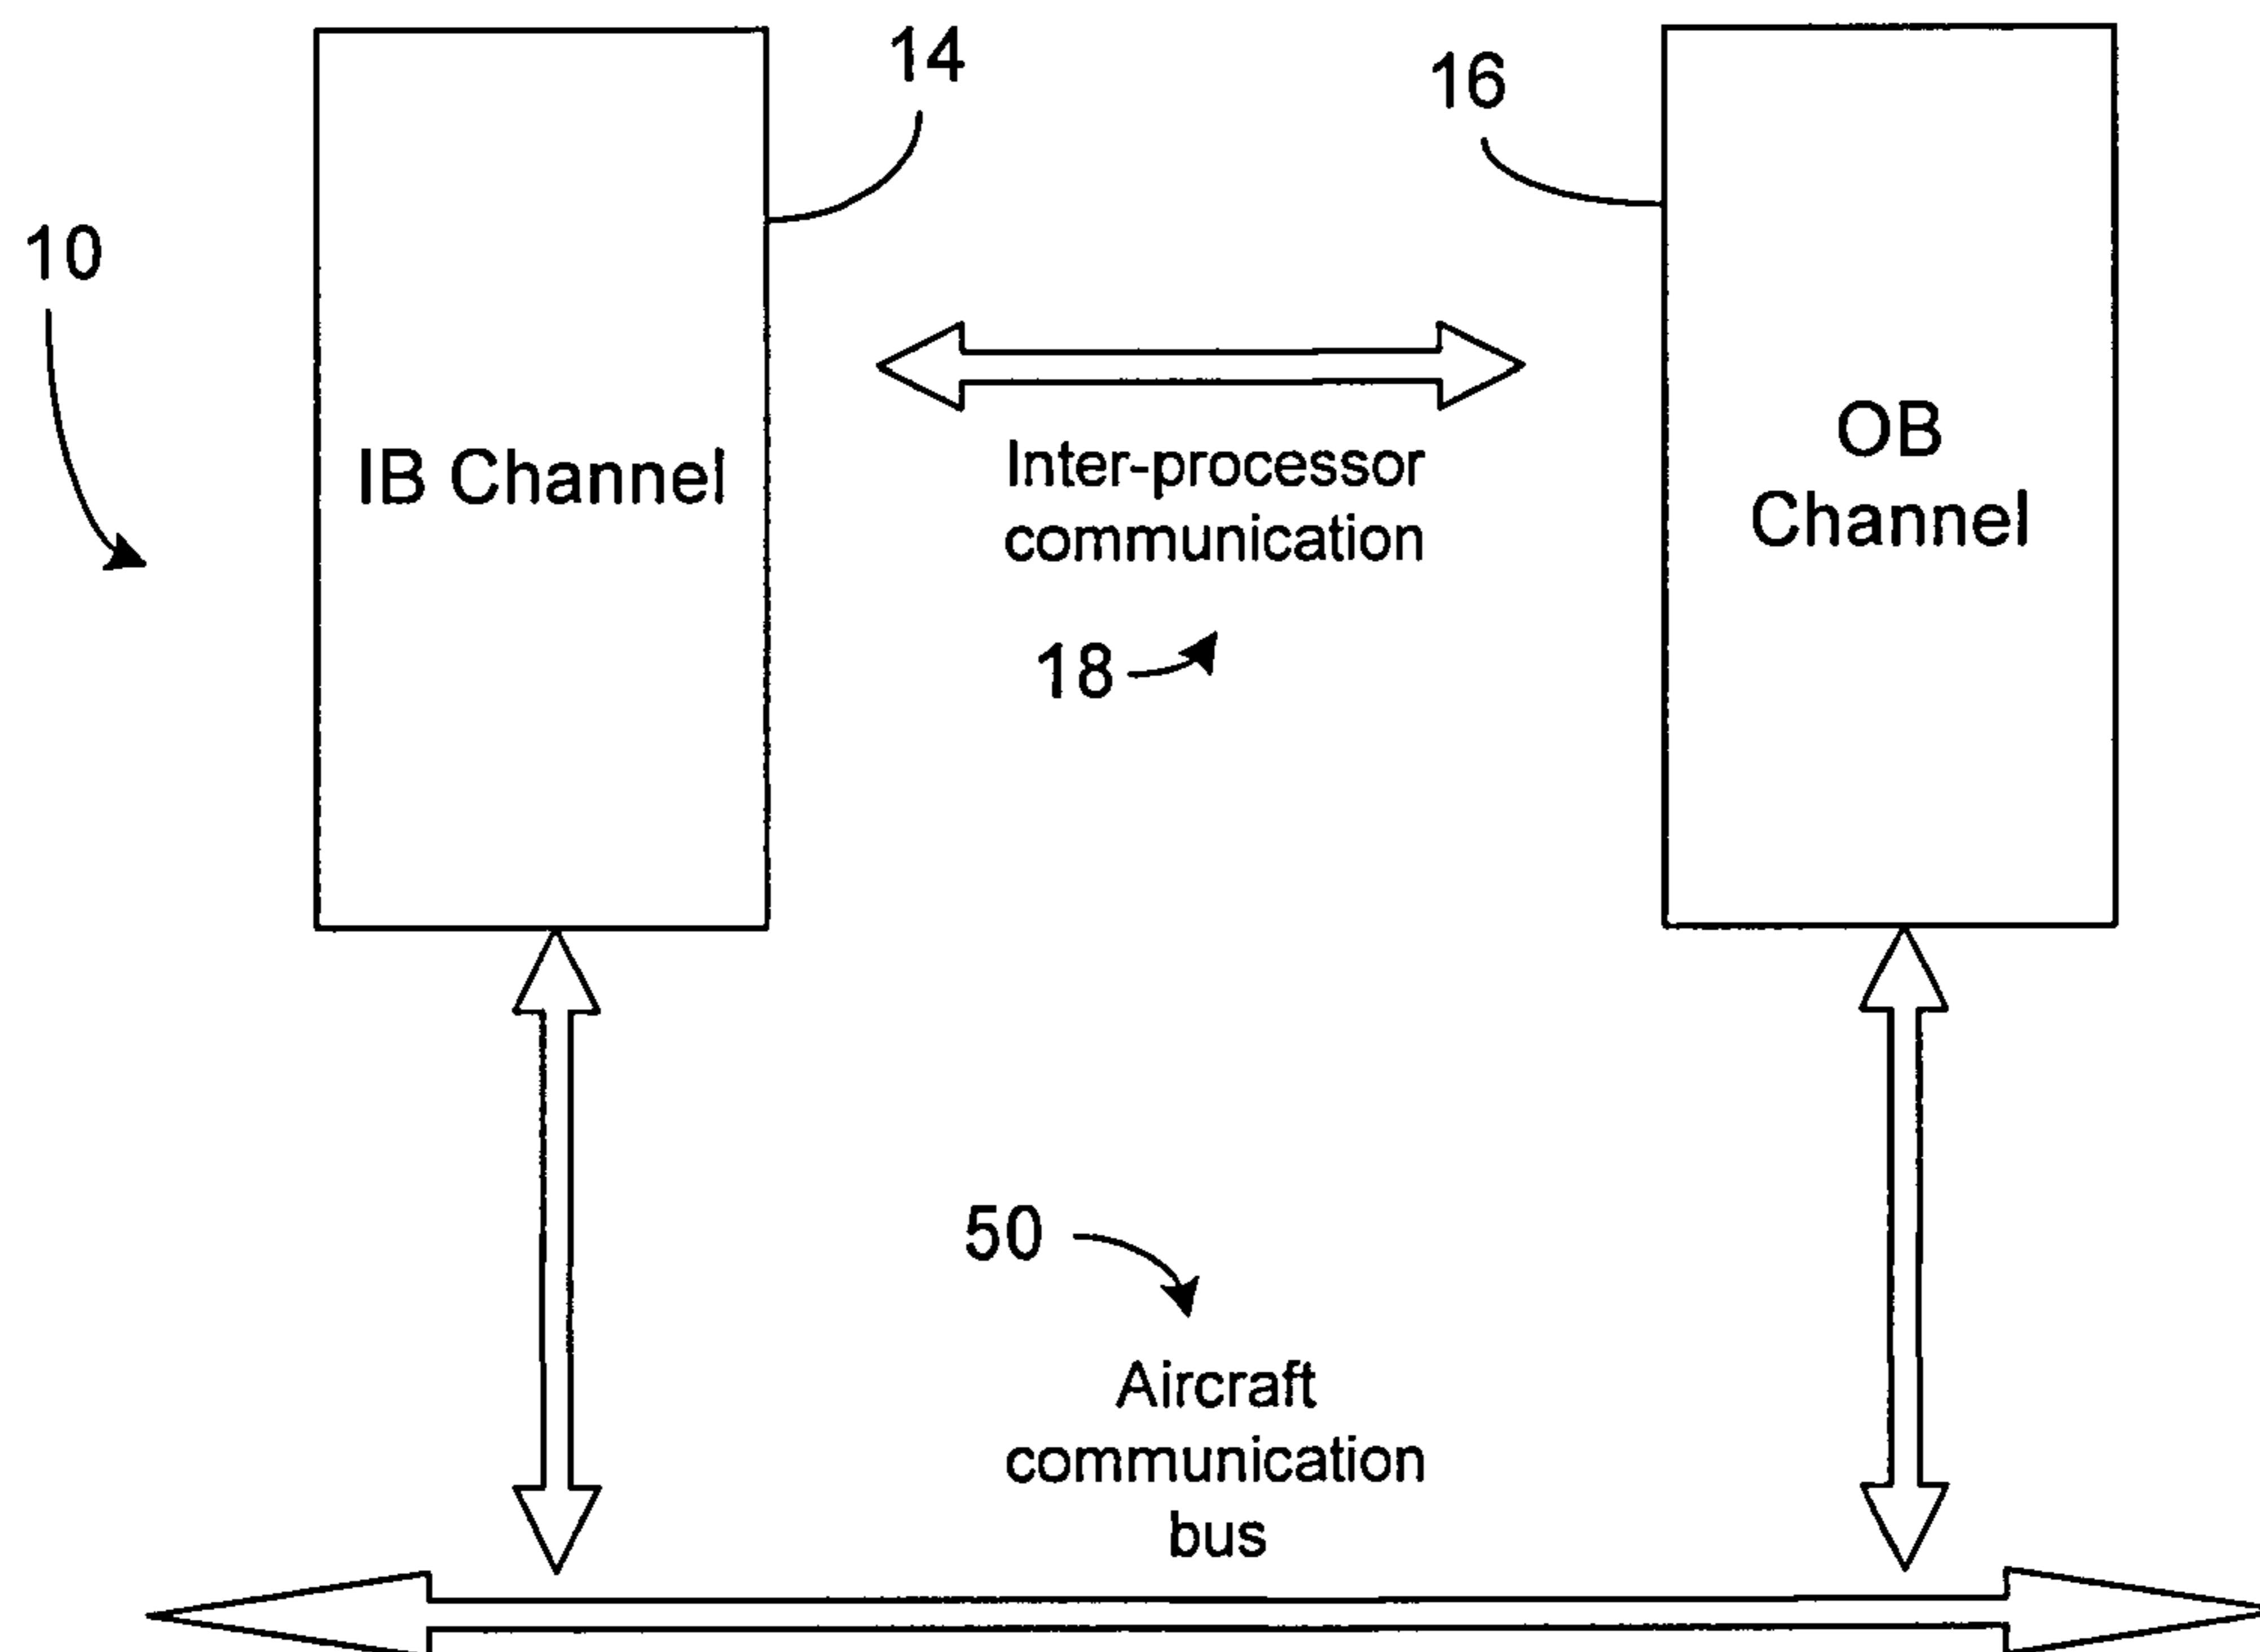 14
16
10
IB Channel
OB
Channel
Inter-processor
communication
18
50
Aircraft
communication
bus